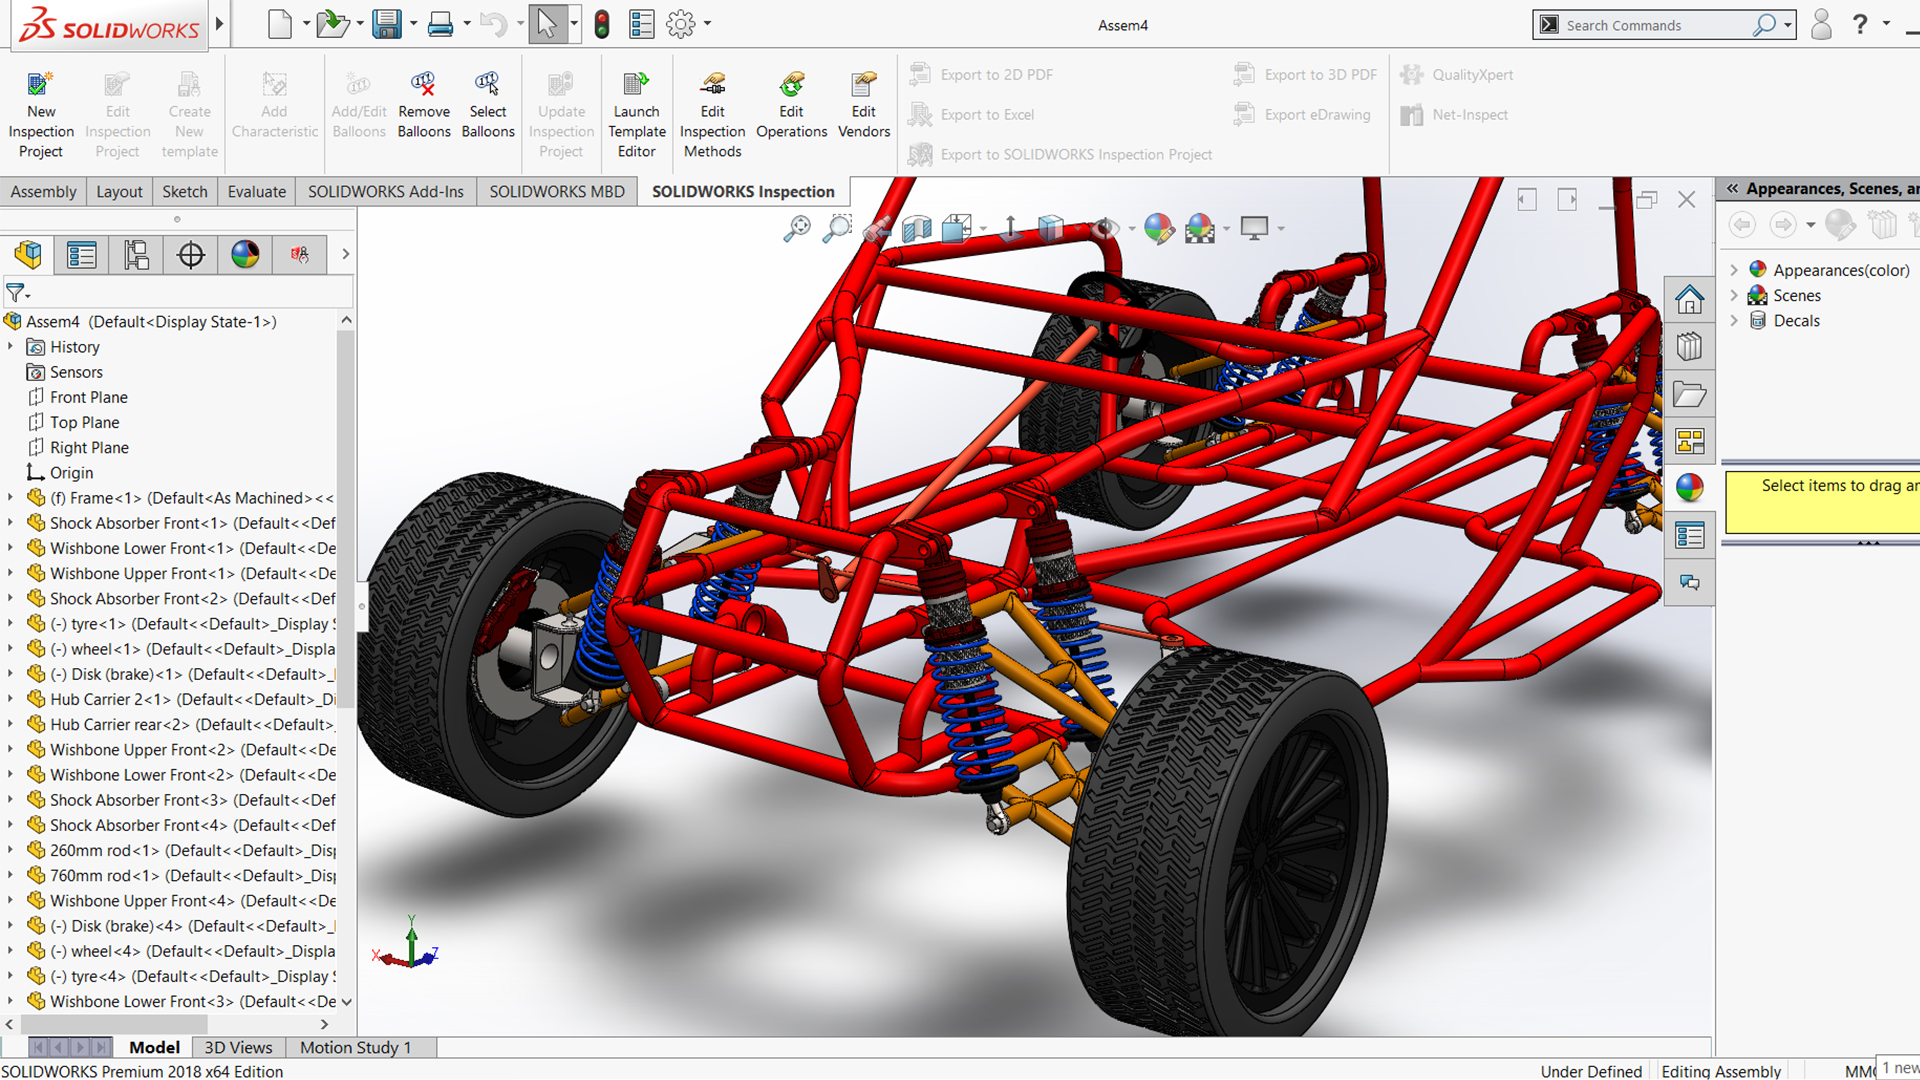 SOLIDWORKS
Assem4
Search Commands
?
New Inspection Project
Edit Inspection Project
Create New template
Add Characteristic
Add/Edit Balloons
Remove Balloons
Select Balloons
Update Inspection Project
Launch Template Editor
Edit Inspection Methods
Edit Operations
Edit Vendors
Export to 2D PDF
Export to Excel
Export to SOLIDWORKS Inspection Project
Export to 3D PDF
Export eDrawing
QualityXpert
Net-Inspect
Assembly
Layout
Sketch
Evaluate
SOLIDWORKS Add-Ins
SOLIDWORKS MBD
SOLIDWORKS Inspection
Appearances, Scenes, an
Appearances(color)
Scenes
Decals
Select items to drag an
Assem4 (Default<Display State-1>)
History
Sensors
Front Plane
Top Plane
Right Plane
Origin
(f) Frame<1> (Default<As Machined><<
Shock Absorber Front<1> (Default<<Def
Wishbone Lower Front<1> (Default<<De
Wishbone Upper Front<1> (Default<<De
Shock Absorber Front<2> (Default<<Def
(-) tyre<1> (Default<<Default>_Display S
(-) wheel<1> (Default<<Default>_Displa
(-) Disk (brake)<1> (Default<<Default>_
Hub Carrier 2<1> (Default<<Default>_Di
Hub Carrier rear<2> (Default<<Default>_
Wishbone Upper Front<2> (Default<<De
Wishbone Lower Front<2> (Default<<De
Shock Absorber Front<3> (Default<<Def
Shock Absorber Front<4> (Default<<Def
260mm rod<1> (Default<<Default>_Disp
760mm rod<1> (Default<<Default>_Disp
Wishbone Upper Front<4> (Default<<De
(-) Disk (brake)<4> (Default<<Default>_
(-) wheel<4> (Default<<Default>_Displa
(-) tyre<4> (Default<<Default>_Display S
Wishbone Lower Front<3> (Default<<De
Y
X
Z
Model
3D Views
Motion Study 1
SOLIDWORKS Premium 2018 x64 Edition
Under Defined
Editing Assembly
MMG
1 new